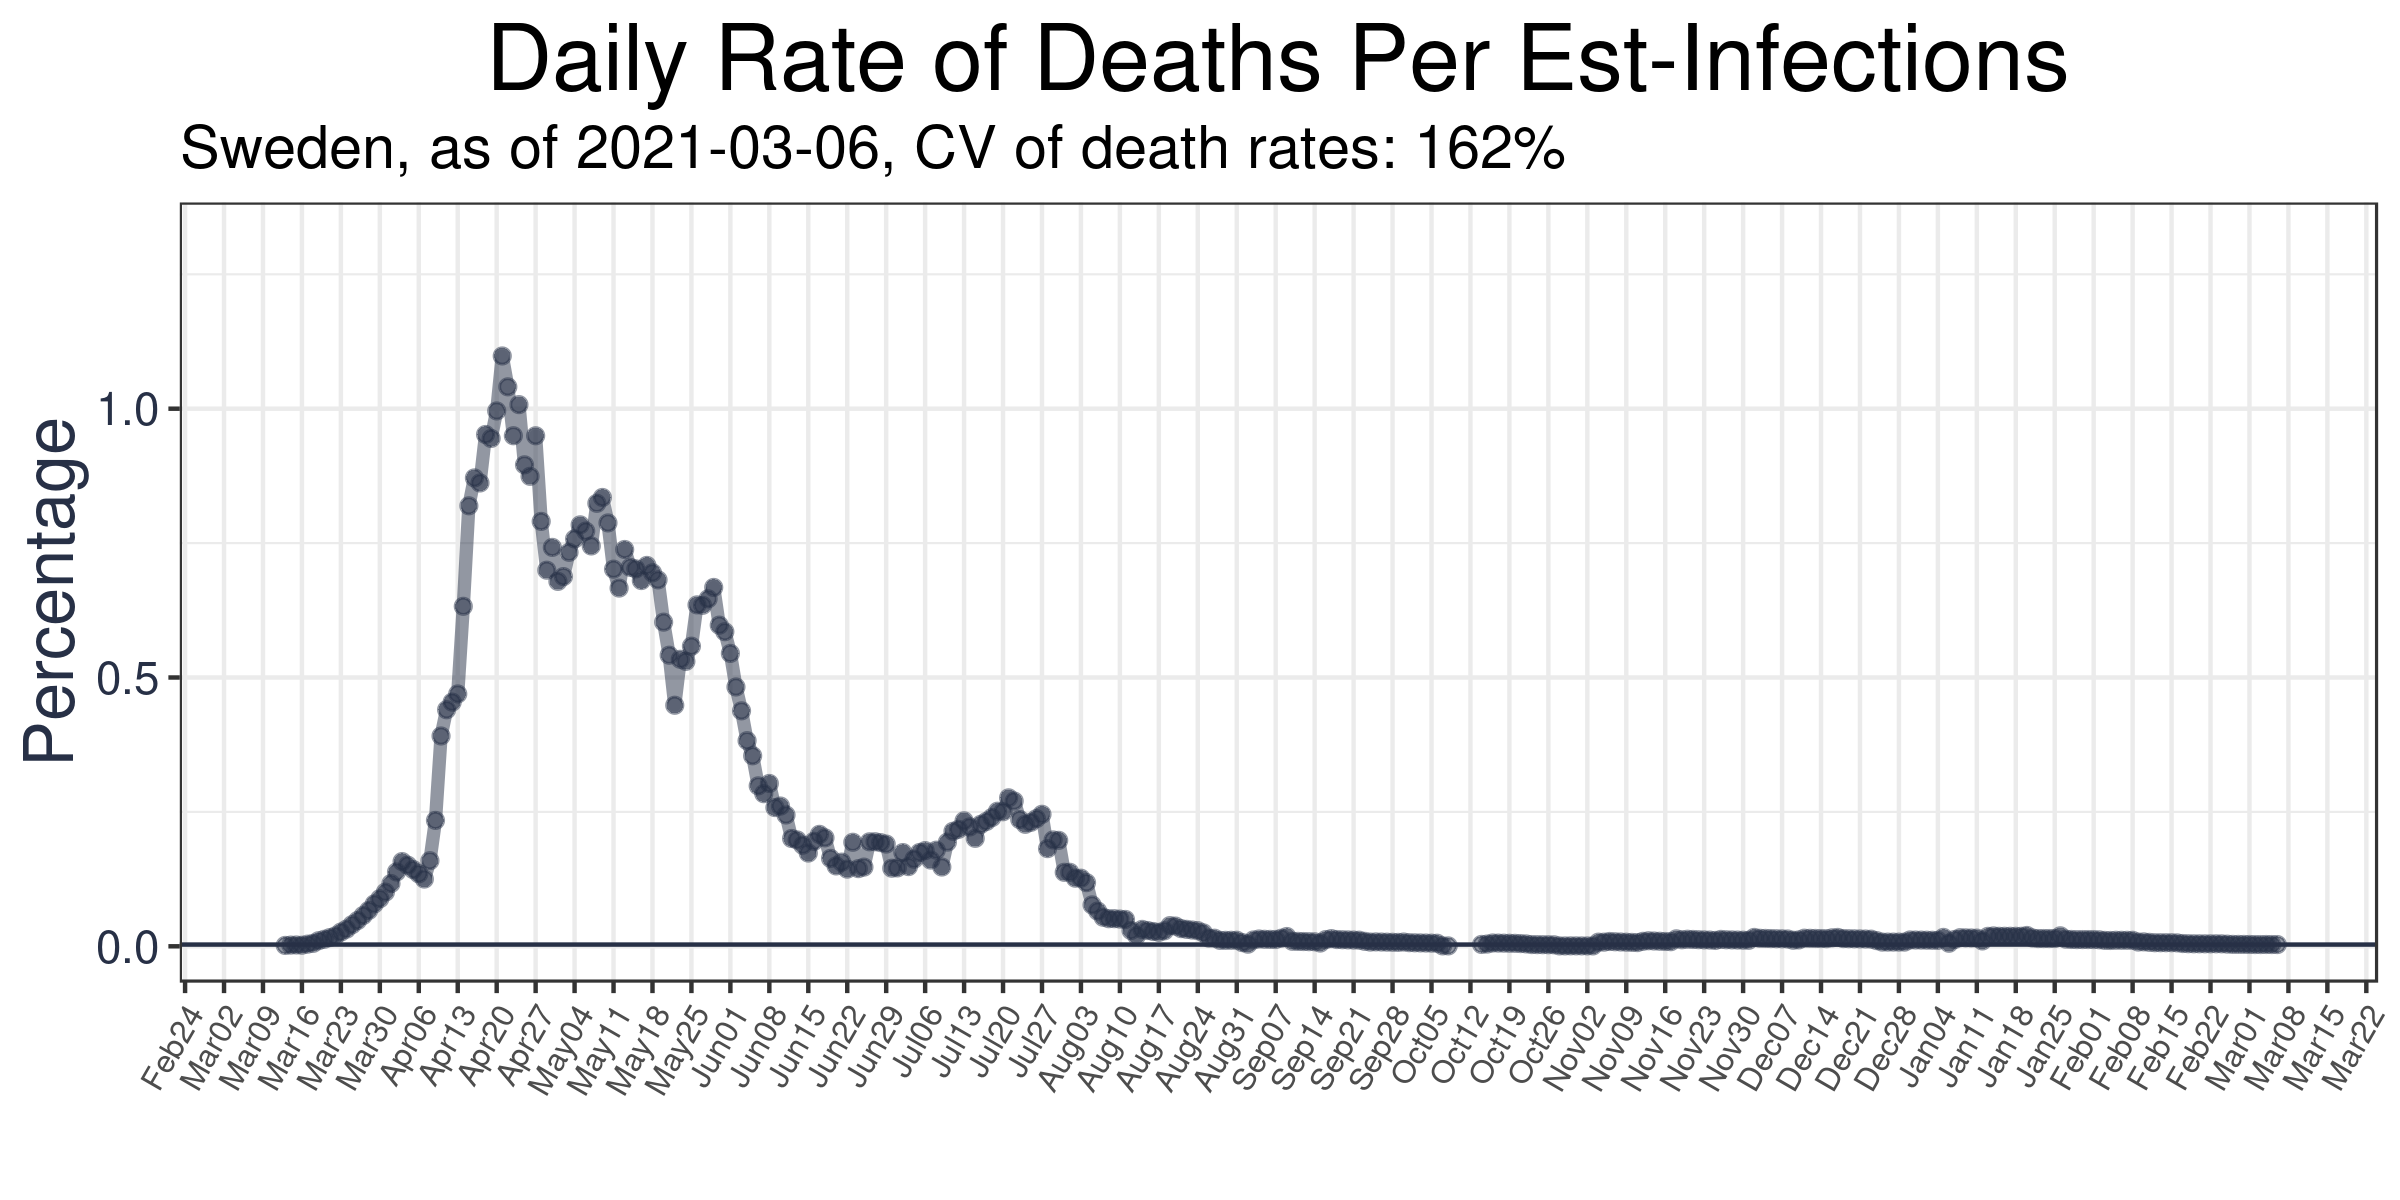 Daily Rate of Deaths Per Est-Infections
Sweden, as of 2021-03-06, CV of death rates: 162%
Percentage
1.0
0.5
0.0
Feb24
Mar02
Mar09
Mar16
Mar23
Mar30
Apr06
Apr13
Apr20
Apr27
May04
May11
May18
May25
Jun01
Jun08
Jun15
Jun22
Jun29
Jul06
Jul13
Jul20
Jul27
Aug03
Aug10
Aug17
Aug24
Aug31
Sep07
Sep14
Sep21
Sep28
Oct05
Oct12
Oct19
Oct26
Nov02
Nov09
Nov16
Nov23
Nov30
Dec07
Dec14
Dec21
Dec28
Jan04
Jan11
Jan18
Jan25
Feb01
Feb08
Feb15
Feb22
Mar01
Mar08
Mar15
Mar22